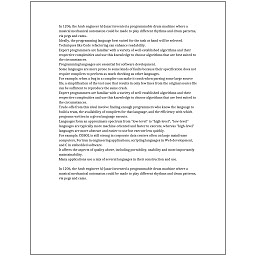 In 1206, the Arab engineer Al-Jazari invented a programmable drum machine where a
musical mechanical automaton could be made to play different rhythms and drum patterns,
via pegs and cams.
Ideally, the programming language best suited for the task at hand will be selected.
Techniques like Code refactoring can enhance readability.
Expert programmers are familiar with a variety of well-established algorithms and their
respective complexities and use this knowledge to choose algorithms that are best suited to
the circumstances.
Programming languages are essential for software development.
Some languages are more prone to some kinds of faults because their specification does not
require compilers to perform as much checking as other languages.
For example, when a bug in a compiler can make it crash when parsing some large source
file, a simplification of the test case that results in only few lines from the original source file
can be sufficient to reproduce the same crash.
Expert programmers are familiar with a variety of well-established algorithms and their
respective complexities and use this knowledge to choose algorithms that are best suited to
the circumstances.
Trade-offs from this ideal involve finding enough programmers who know the language to
build a team, the availability of compilers for that language, and the efficiency with which
programs written in a given language execute.
Languages form an approximate spectrum from "low-level" to "high-level"; "low-level"
languages are typically more machine-oriented and faster to execute, whereas "high-level"
languages are more abstract and easier to use but execute less quickly.
For example, COBOL is still strong in corporate data centers often on large mainframe
computers, Fortran in engineering applications, scripting languages in Web development,
and C in embedded software.
It affects the aspects of quality above, including portability, usability and most importantly
maintainability.
Many applications use a mix of several languages in their construction and use.
In 1206, the Arab engineer Al-Jazari invented a programmable drum machine where a
musical mechanical automaton could be made to play different rhythms and drum patterns,
via pegs and cams.